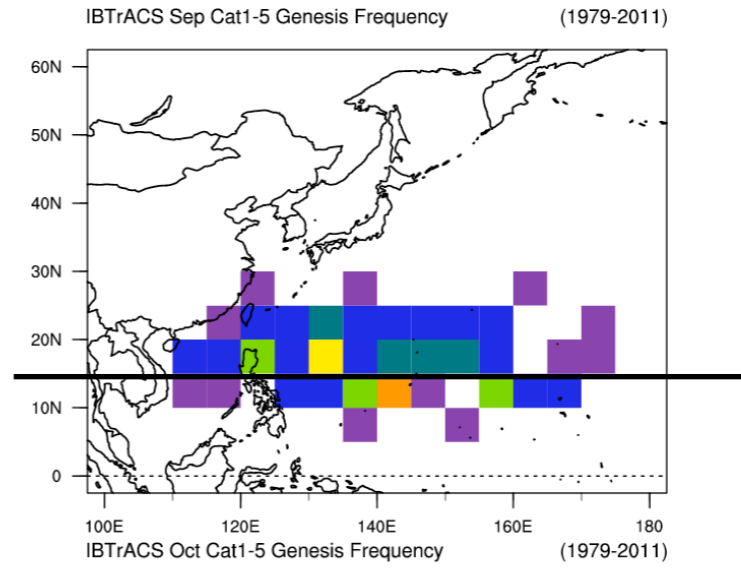 IBTrACS Sep Cat1-5 Genesis Frequency (1979-2011)
60N
50N
40N
30N
20N
10N
0
100E 120E 140E 160E 180
IBTrACS Oct Cat1-5 Genesis Frequency (1979-2011)